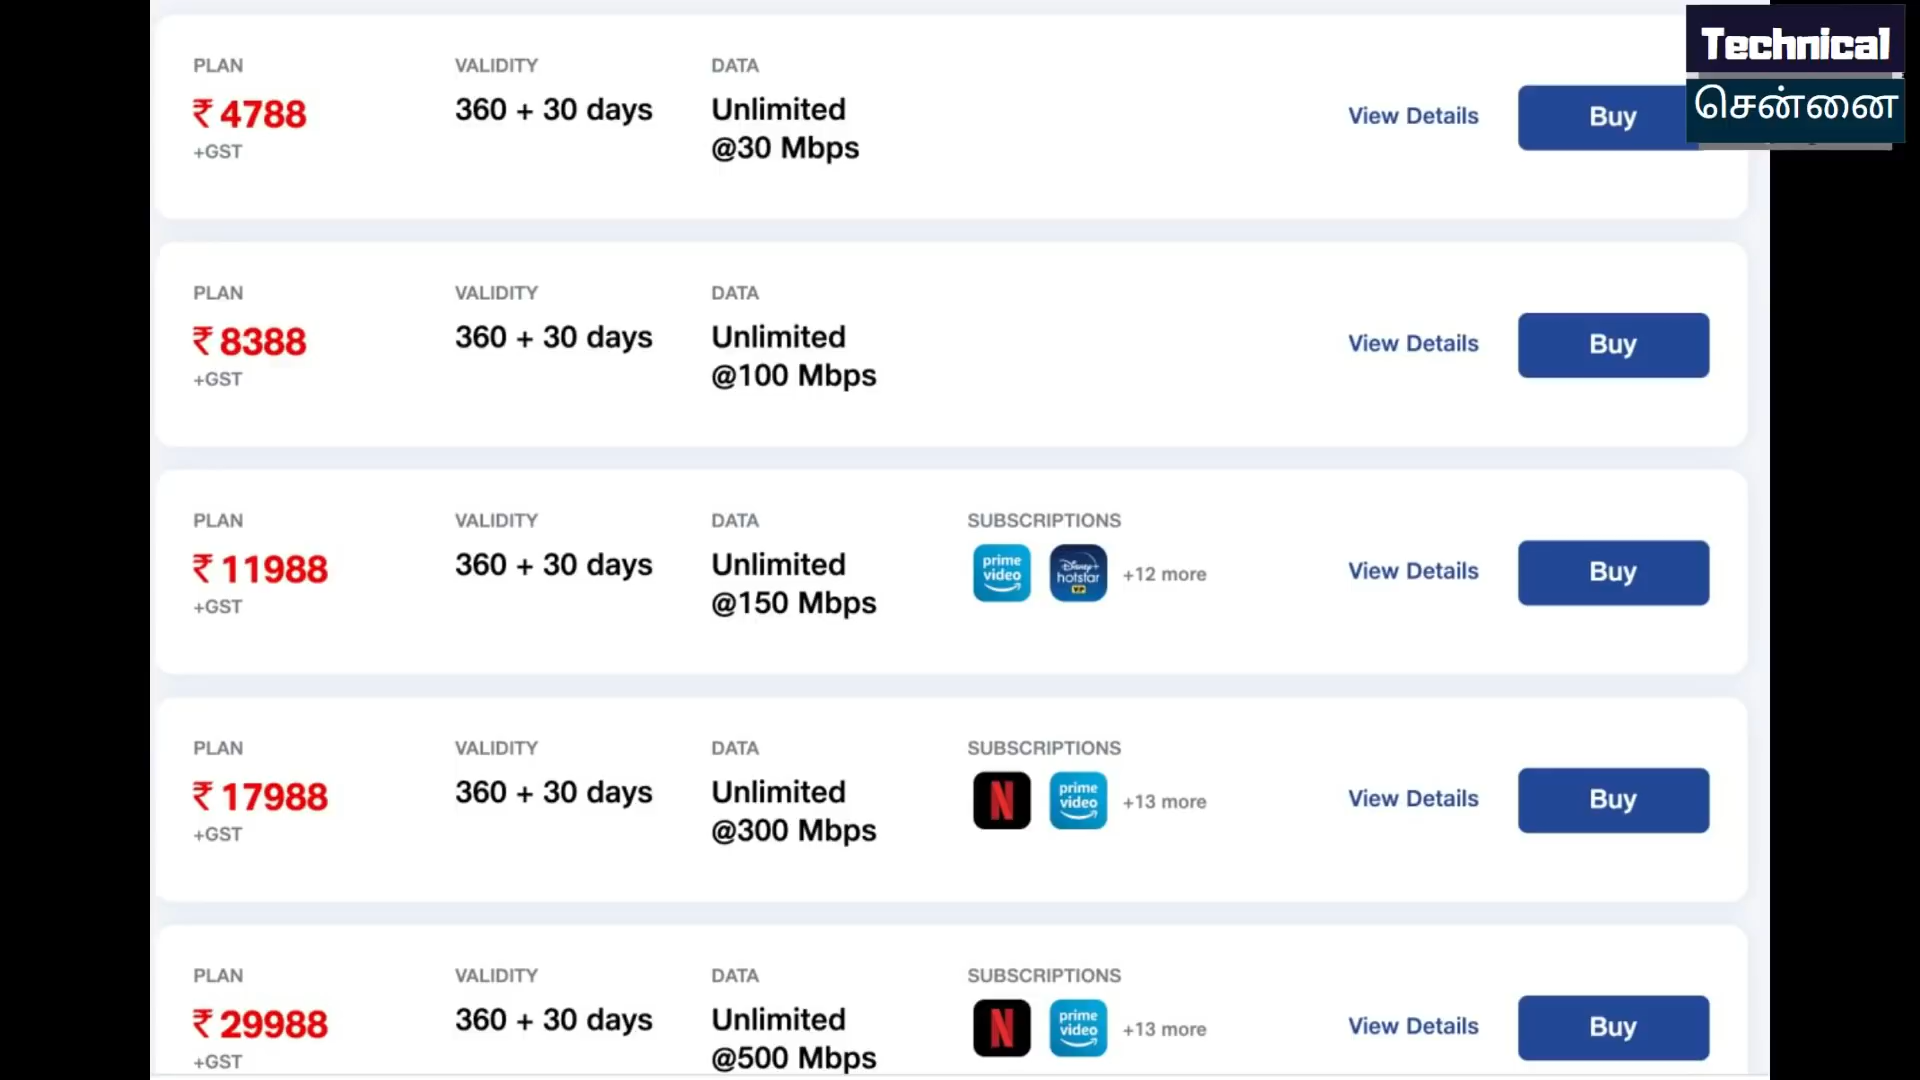 Technical
சென்னை
PLAN VALIDITY DATA
₹ 4788 360 + 30 days Unlimited View Details Buy
+GST @30 Mbps
PLAN VALIDITY DATA
₹ 8388 360 + 30 days Unlimited View Details Buy
+GST @100 Mbps
PLAN VALIDITY DATA SUBSCRIPTIONS
₹ 11988 360 + 30 days Unlimited prime video Disney+ hotstar VIP +12 more View Details Buy
+GST @150 Mbps
PLAN VALIDITY DATA SUBSCRIPTIONS
₹ 17988 360 + 30 days Unlimited N prime video +13 more View Details Buy
+GST @300 Mbps
PLAN VALIDITY DATA SUBSCRIPTIONS
₹ 29988 360 + 30 days Unlimited N prime video +13 more View Details Buy
+GST @500 Mbps